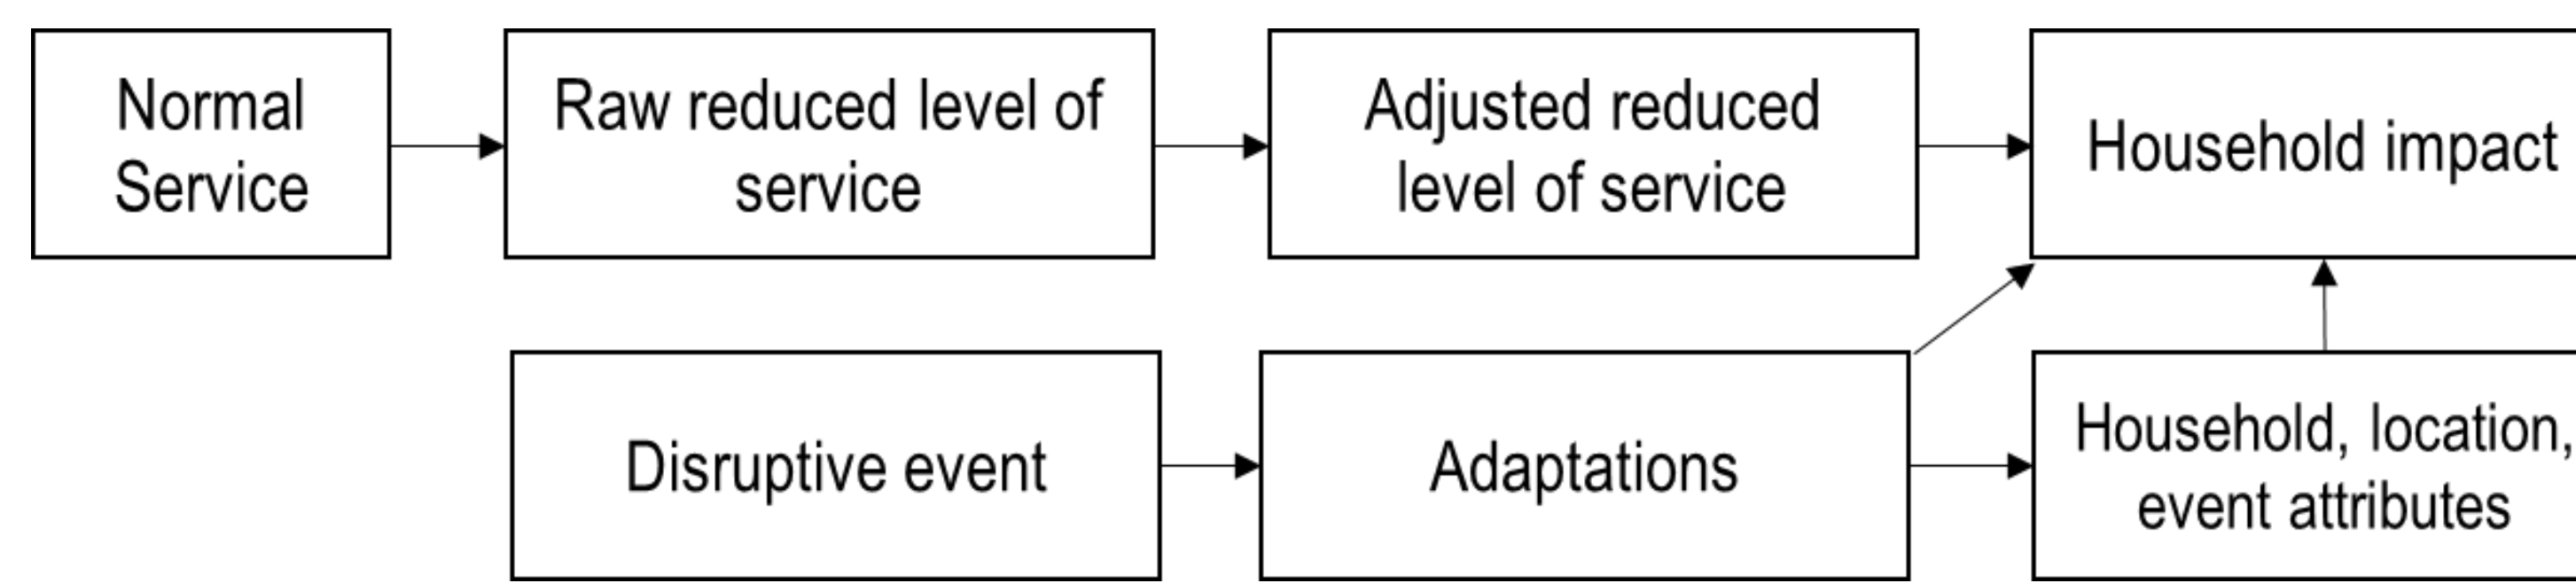 Normal
Service
Raw reduced level of
service
Adjusted reduced
level of service
Household impact
Disruptive event
Adaptations
Household, location,
event attributes